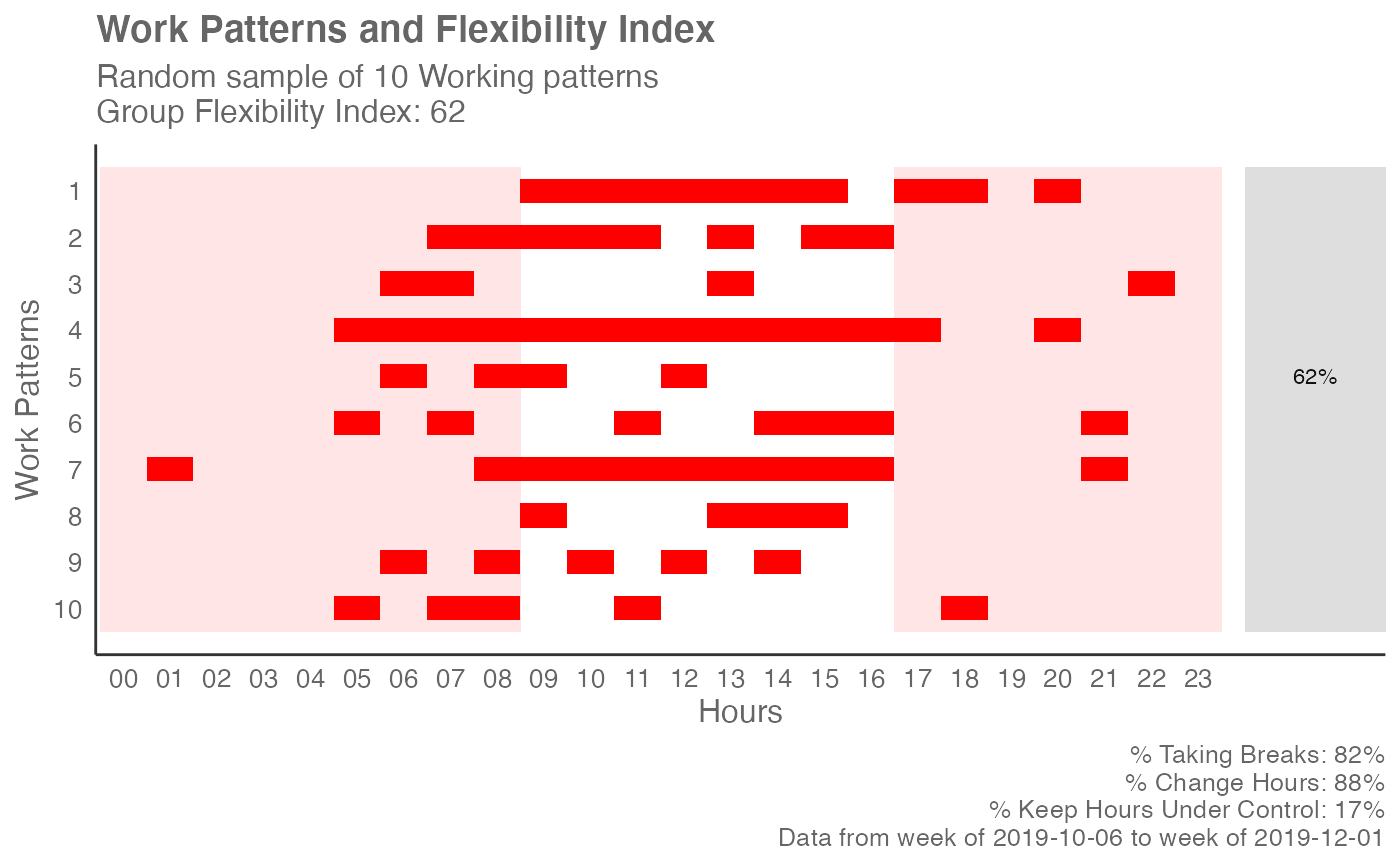 Work Patterns and Flexibility Index
Random sample of 10 Working patterns
Group Flexibility Index: 62
Work Patterns
1
2
3
4
5
6
7
8
9
10
62%
00 01 02 03 04 05 06 07 08 09 10 11 12 13 14 15 16 17 18 19 20 21 22 23
Hours
% Taking Breaks: 82%
% Change Hours: 88%
% Keep Hours Under Control: 17%
Data from week of 2019-10-06 to week of 2019-12-01